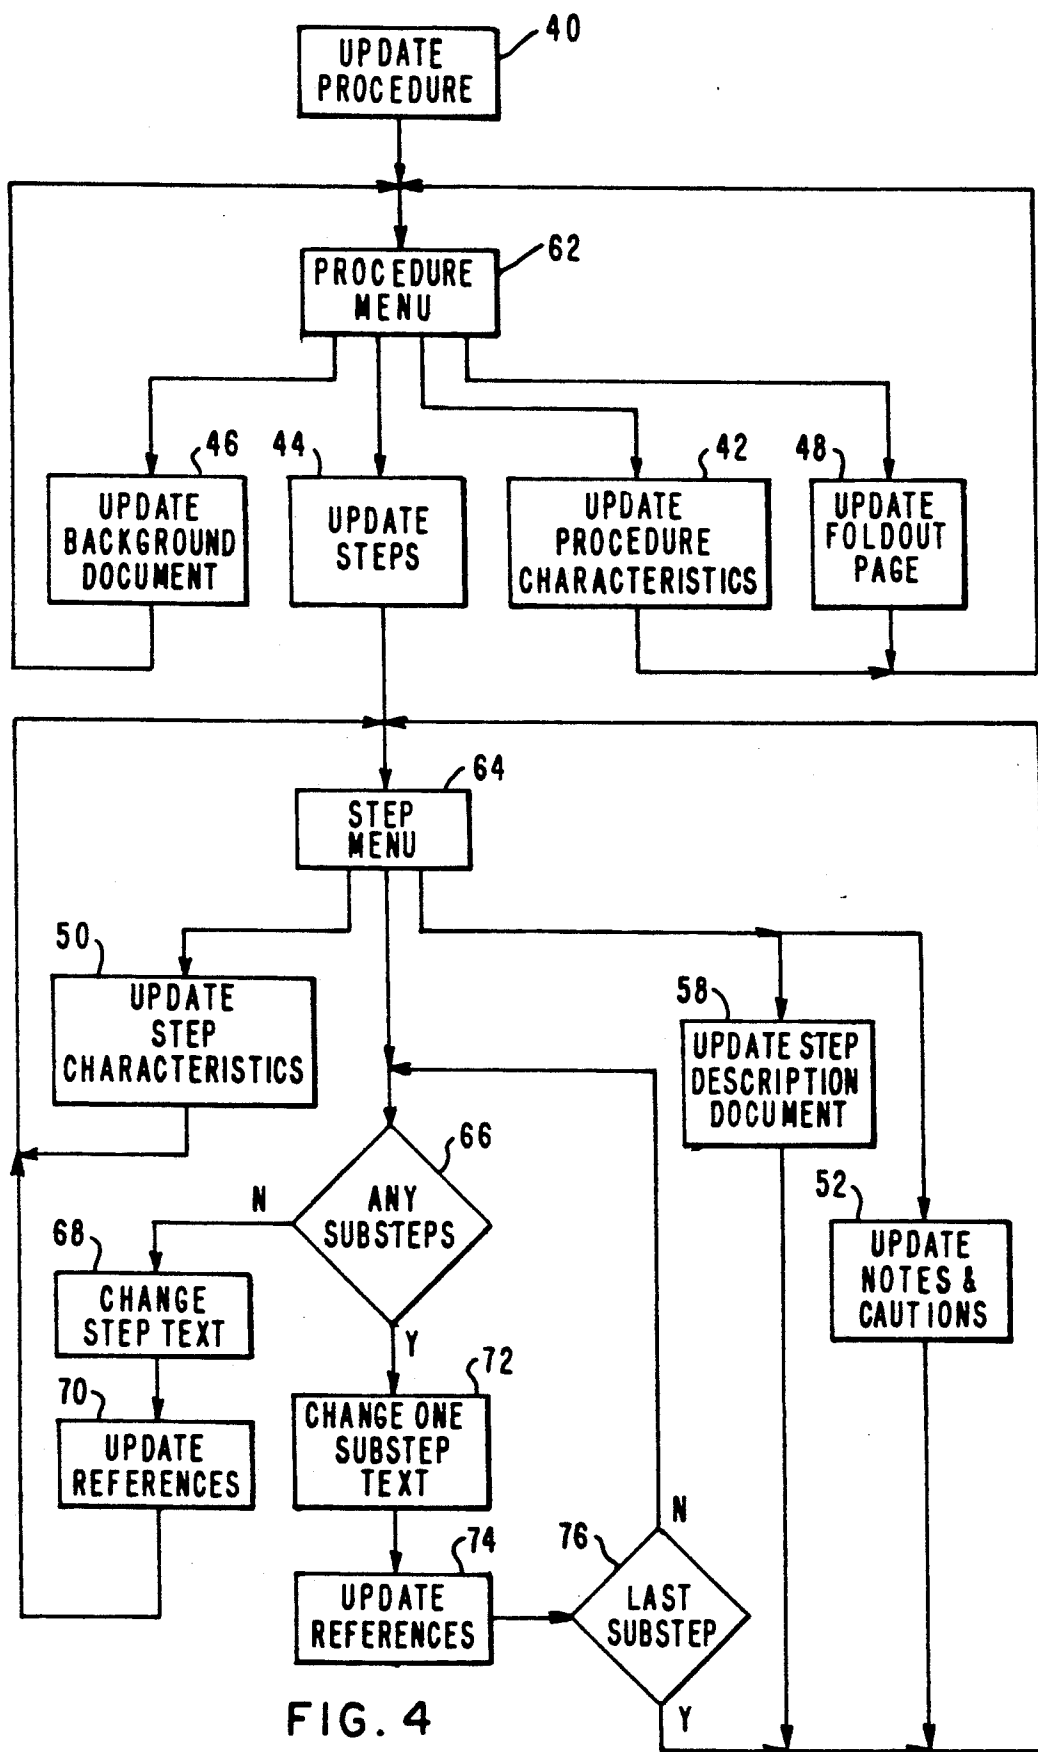 40
UPDATE
PROCEDURE
62
PROCEDURE
MENU
46
44
42
48
UPDATE
BACKGROUND
DOCUMENT
UPDATE
STEPS
UPDATE
PROCEDURE
CHARACTERISTICS
UPDATE
FOLDOUT
PAGE
64
STEP
MENU
50
UPDATE
STEP
CHARACTERISTICS
58
UPDATE STEP
DESCRIPTION
DOCUMENT
66
N
ANY
SUBSTEPS
Y
52
UPDATE
NOTES &
CAUTIONS
68
CHANGE
STEP TEXT
70
UPDATE
REFERENCES
72
CHANGE ONE
SUBSTEP
TEXT
74
UPDATE
REFERENCES
76
N
LAST
SUBSTEP
Y
FIG. 4